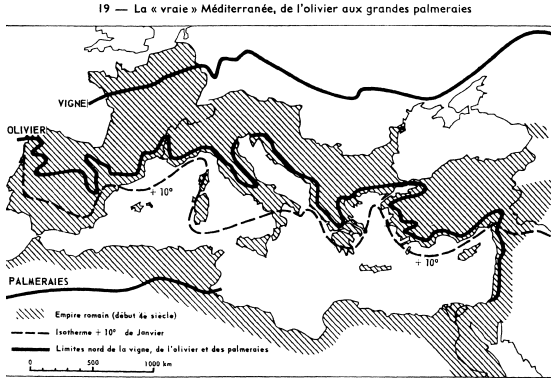 19 — La « vraie » Méditerranée, de l'olivier aux grandes palmeraies
VIGNE
OLIVIER
+ 10°
+ 10°
PALMERAIES
Empire romain (début 4e siècle)
Isotherme + 10° de Janvier
Limites nord de la vigne, de l'olivier et des palmeraies
0 500 1000 km